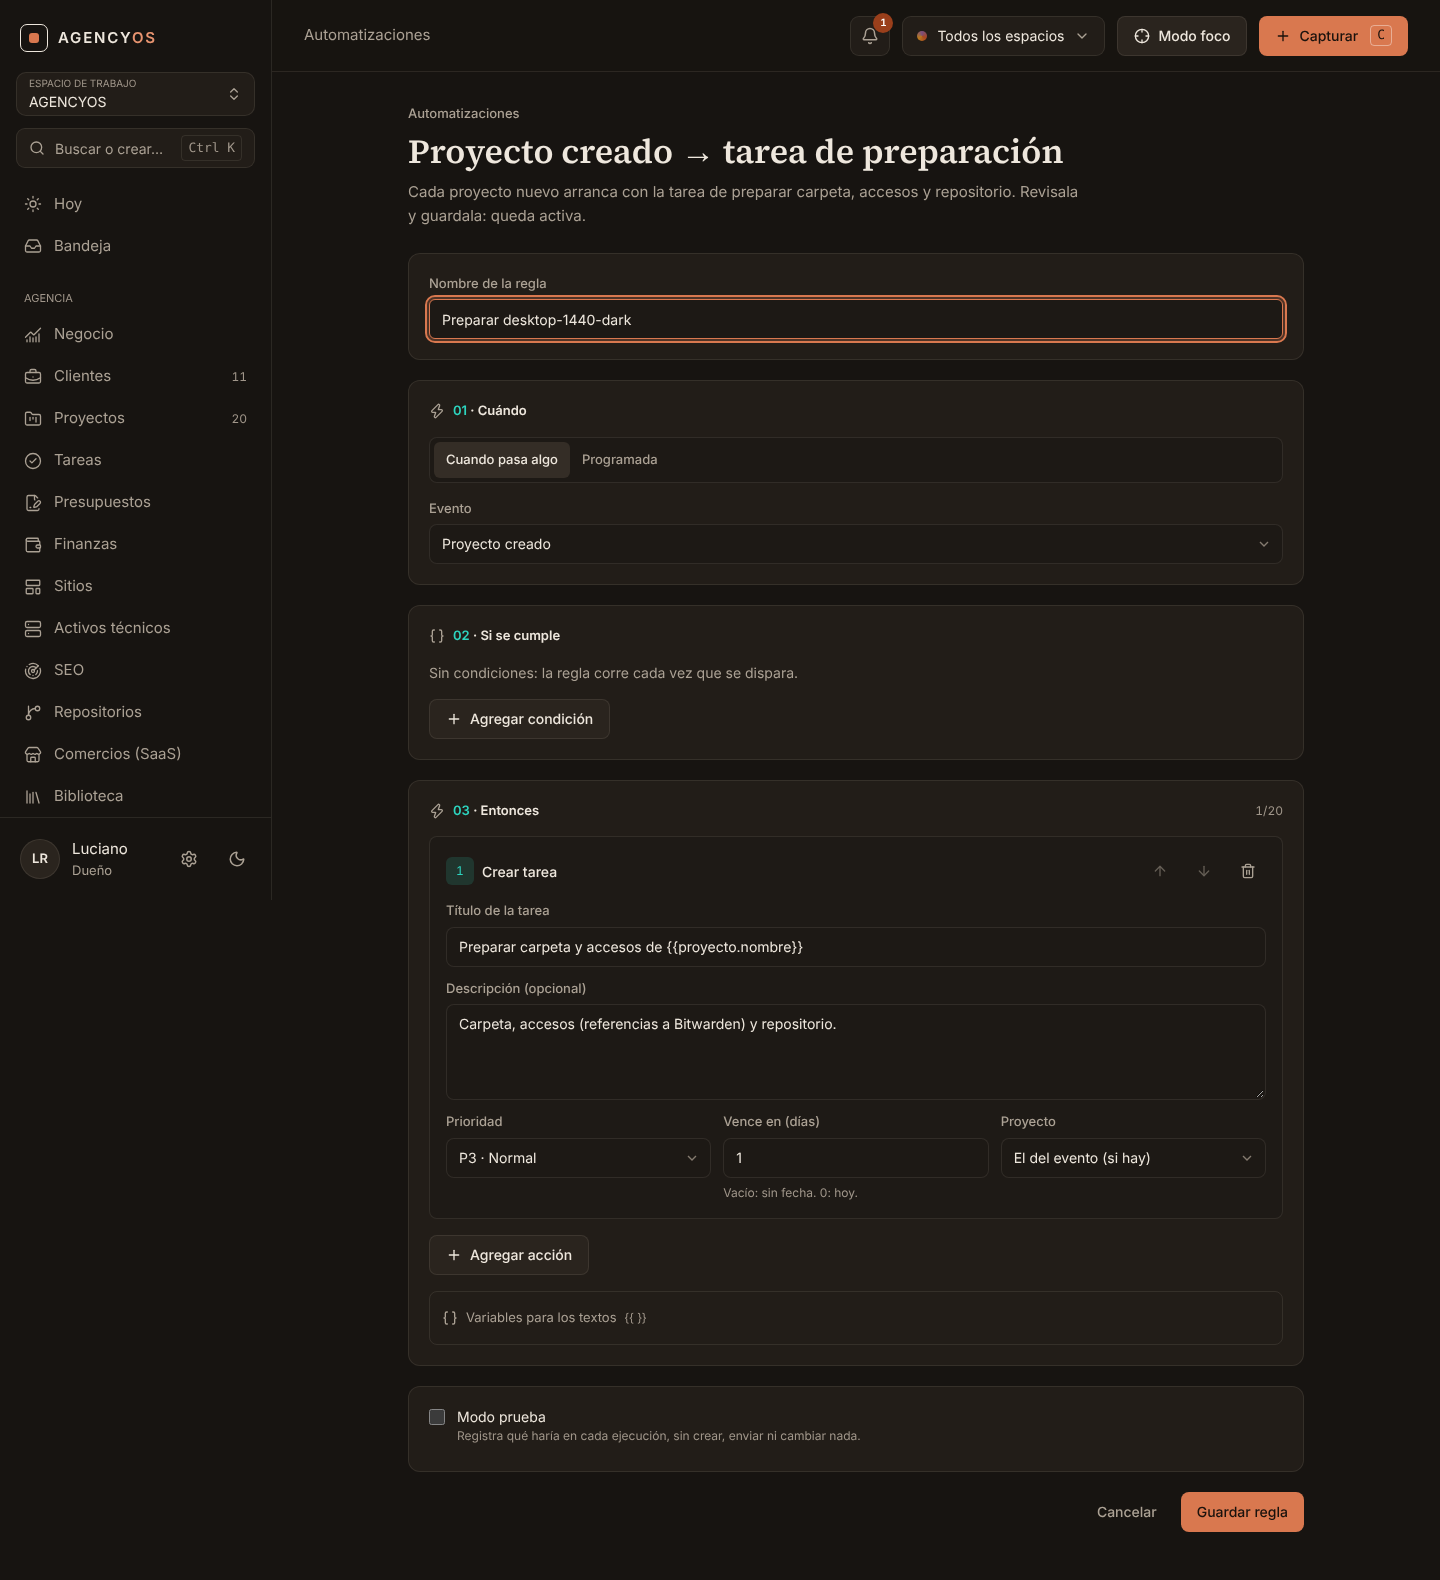 AGENCYOS
ESPACIO DE TRABAJO
AGENCYOS
Buscar o crear... Ctrl K
Hoy
Bandeja
AGENCIA
Negocio
Clientes 11
Proyectos 20
Tareas
Presupuestos
Finanzas
Sitios
Activos técnicos
SEO
Repositorios
Comercios (SaaS)
Biblioteca
LR Luciano
Dueño
Automatizaciones
1
Todos los espacios
Modo foco
Capturar C
Automatizaciones
Proyecto creado → tarea de preparación
Cada proyecto nuevo arranca con la tarea de preparar carpeta, accesos y repositorio. Revisala
y guardala: queda activa.
Nombre de la regla
Preparar desktop-1440-dark
01 · Cuándo
Cuando pasa algo Programada
Evento
Proyecto creado
{} 02 · Si se cumple
Sin condiciones: la regla corre cada vez que se dispara.
+ Agregar condición
03 · Entonces 1/20
1 Crear tarea
Título de la tarea
Preparar carpeta y accesos de {{proyecto.nombre}}
Descripción (opcional)
Carpeta, accesos (referencias a Bitwarden) y repositorio.
Prioridad Vence en (días) Proyecto
P3 · Normal 1 El del evento (si hay)
Vacío: sin fecha. 0: hoy.
+ Agregar acción
{} Variables para los textos {{ }}
Modo prueba
Registra qué haría en cada ejecución, sin crear, enviar ni cambiar nada.
Cancelar Guardar regla